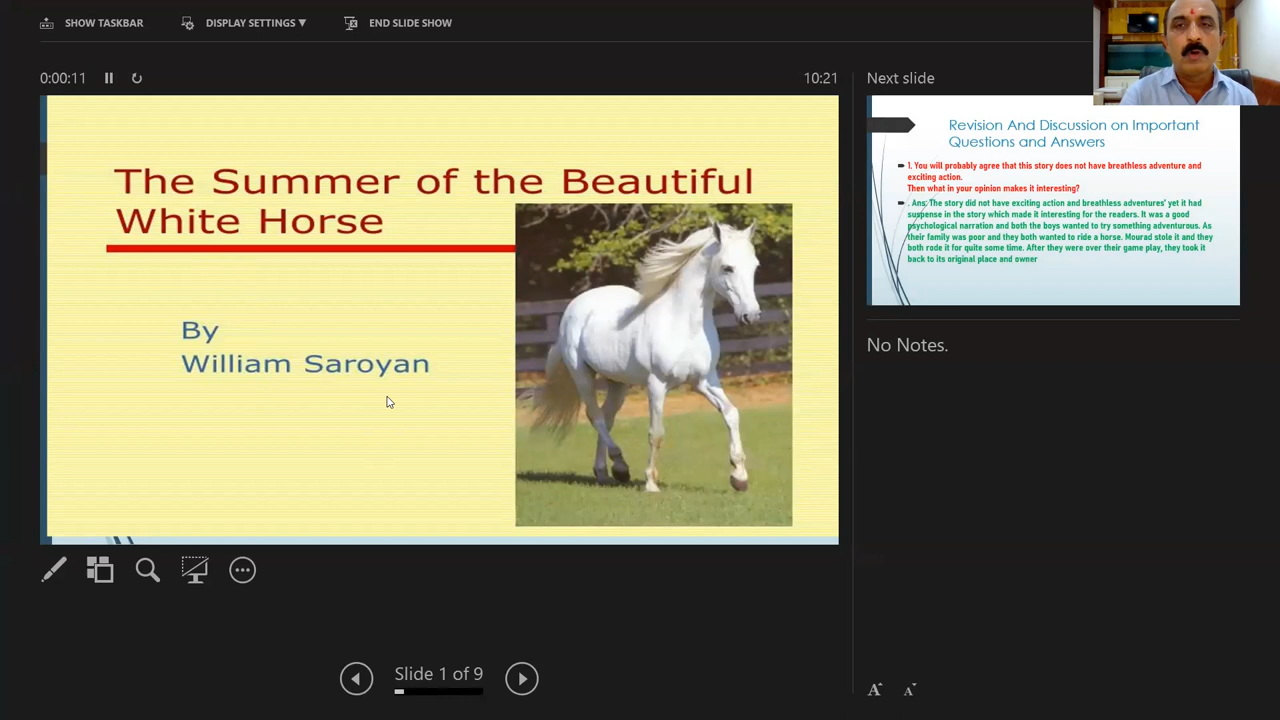 SHOW TASKBAR
DISPLAY SETTINGS ▼
END SLIDE SHOW
0:00:11
10:21
Next slide
The Summer of the Beautiful
White Horse
By
William Saroyan
Revision And Discussion on Important
Questions and Answers
1. You will probably agree that this story does not have breathless adventure and
exciting action.
Then what in your opinion makes it interesting?
. Ans: The story did not have exciting action and breathless adventures' yet it had
suspense in the story which made it interesting for the readers. It was a good
psychological narration and both the boys wanted to try something adventurous. As
their family was poor and they both wanted to ride a horse. Mourad stole it and they
both rode it for quite some time. After they were over their game play, they took it
back to its original place and owner
No Notes.
Slide 1 of 9
A A